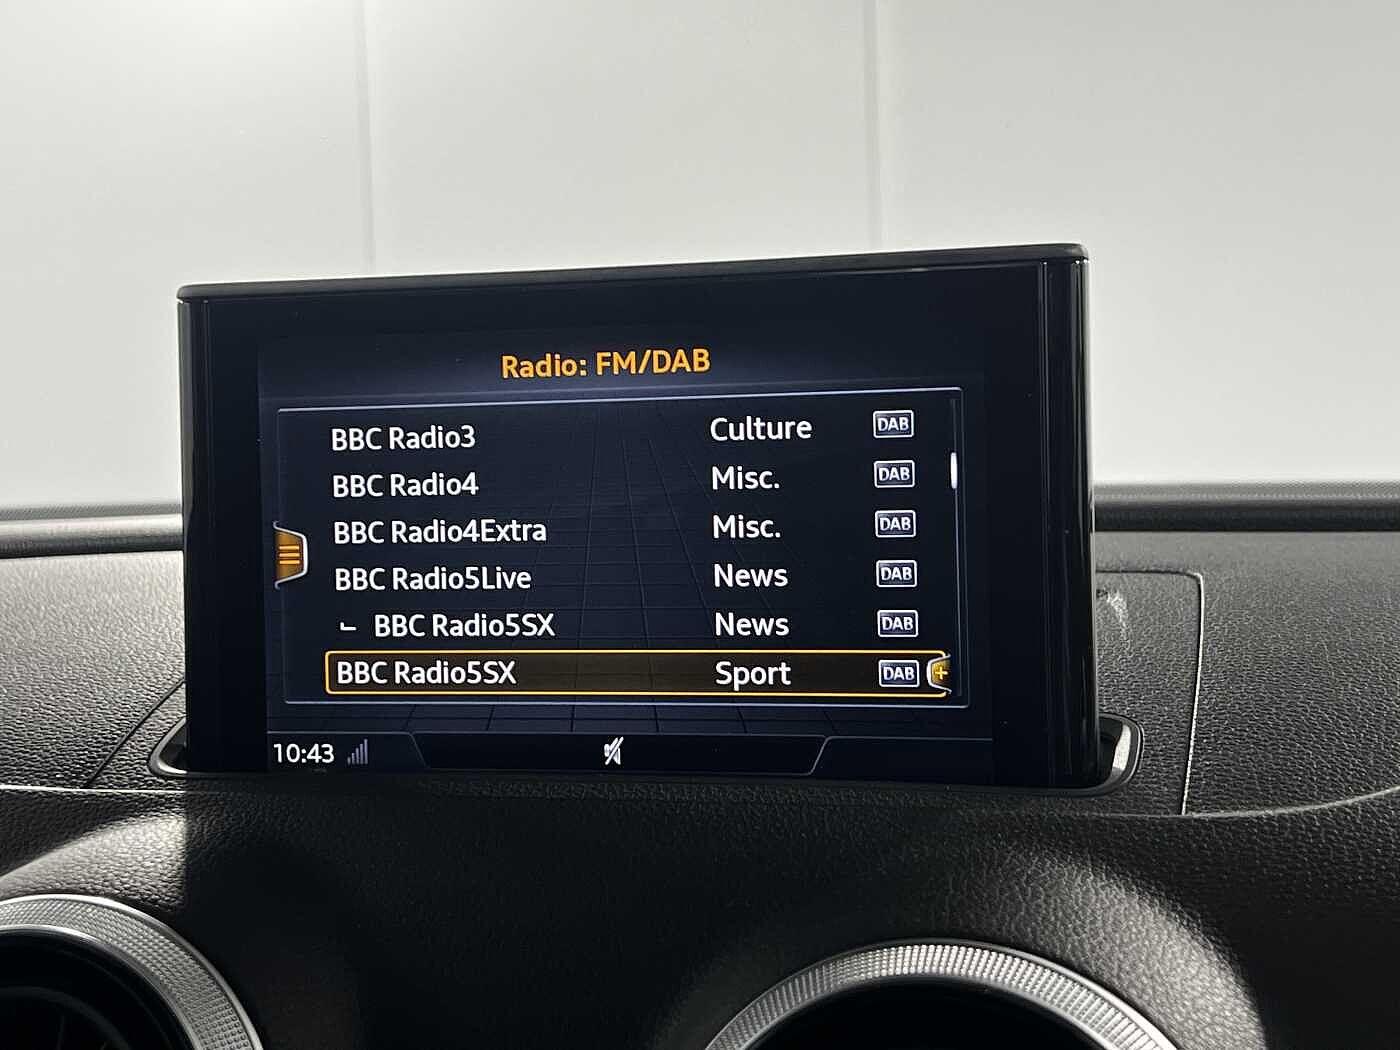 Radio: FM/DAB
BBC Radio3 Culture DAB
BBC Radio4 Misc. DAB
BBC Radio4Extra Misc. DAB
BBC Radio5Live News DAB
BBC Radio5SX News DAB
BBC Radio5SX Sport DAB +
10:43